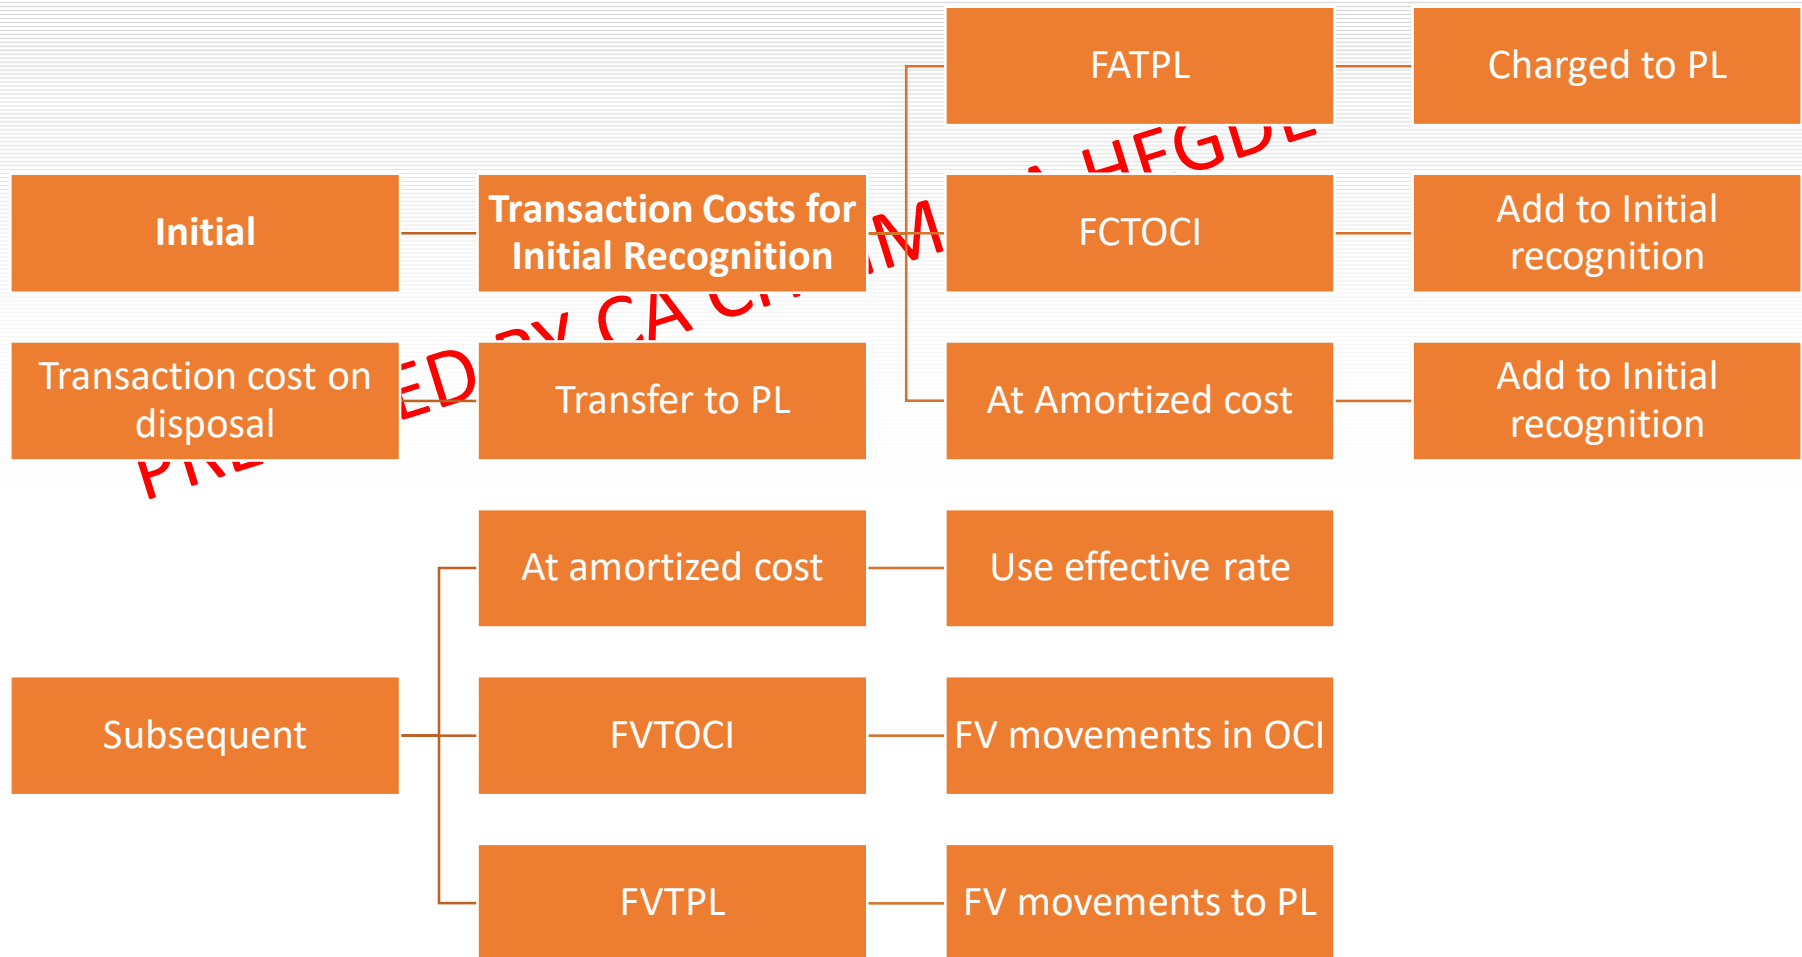 FATPL
Charged to PL
Initial
Transaction Costs for
Initial Recognition
FCTOCI
Add to Initial
recognition
Transaction cost on
disposal
Transfer to PL
At Amortized cost
Add to Initial
recognition
At amortized cost
Use effective rate
Subsequent
FVTOCI
FV movements in OCI
FVTPL
FV movements to PL
CA